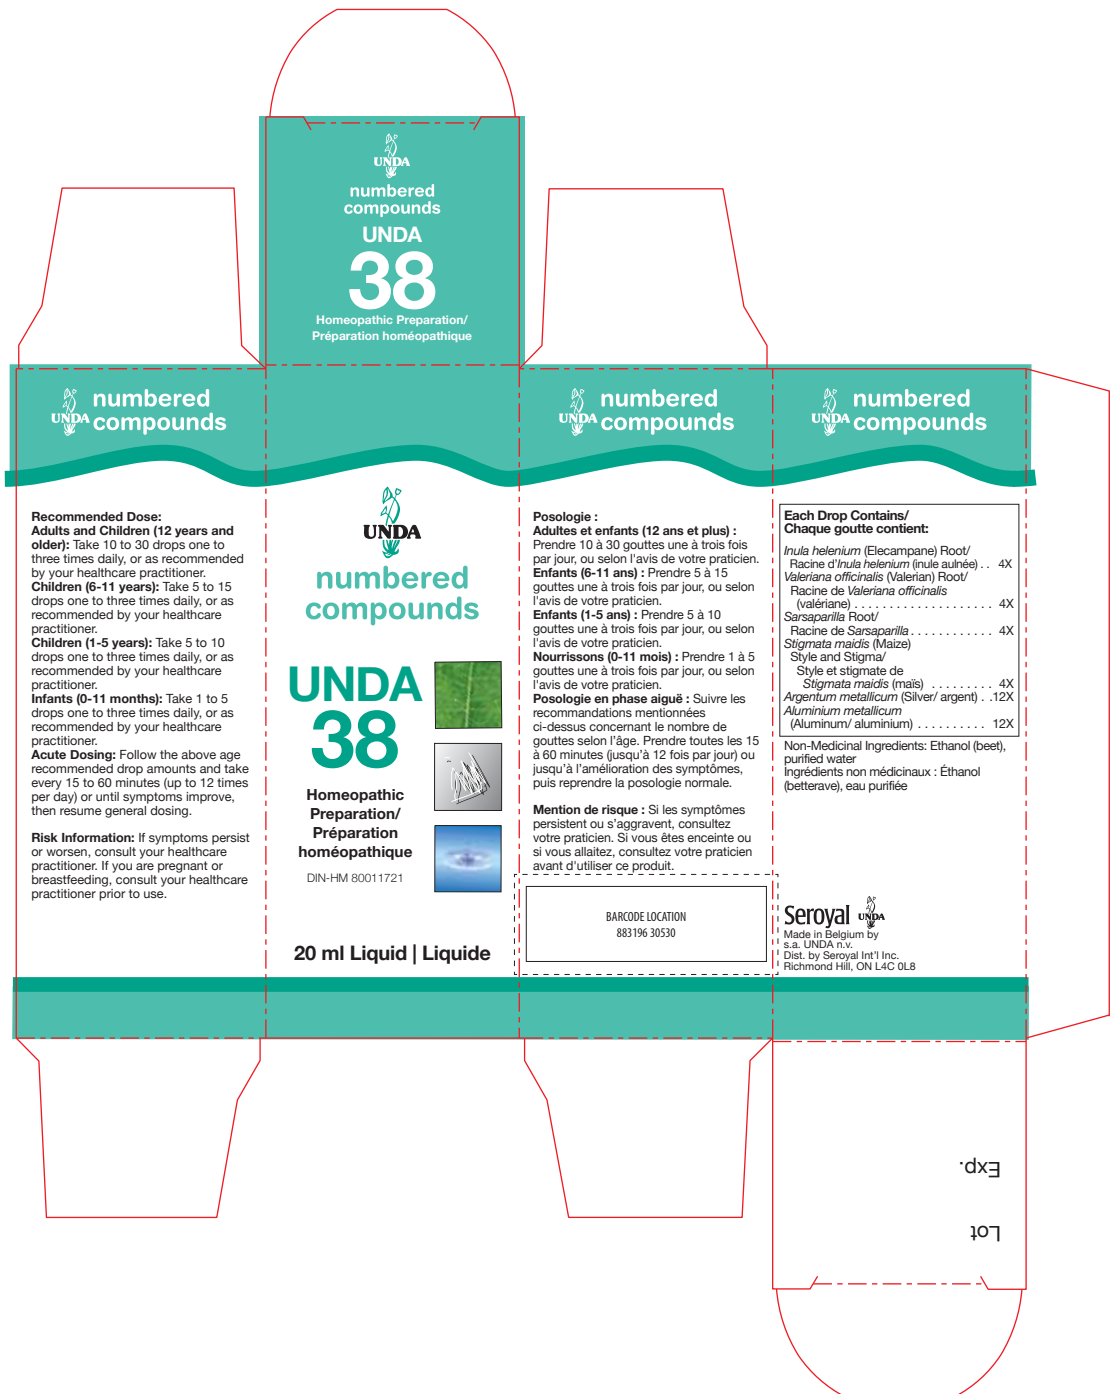 UNDA
numbered
compounds
UNDA
38
Homeopathic Preparation/
Préparation homéopathique
UNDA
numbered
compounds
UNDA
numbered
compounds
UNDA
numbered
compounds
Recommended Dose:
Adults and Children (12 years and
older): Take 10 to 30 drops one to
three times daily, or as recommended
by your healthcare practitioner.
Children (6-11 years): Take 5 to 15
drops one to three times daily, or as
recommended by your healthcare
practitioner.
Children (1-5 years): Take 5 to 10
drops one to three times daily, or as
recommended by your healthcare
practitioner.
Infants (0-11 months): Take 1 to 5
drops one to three times daily, or as
recommended by your healthcare
practitioner.
Acute Dosing: Follow the above age
recommended drop amounts and take
every 15 to 60 minutes (up to 12 times
per day) or until symptoms improve,
then resume general dosing.
Risk Information: If symptoms persist
or worsen, consult your healthcare
practitioner. If you are pregnant or
breastfeeding, consult your healthcare
practitioner prior to use.
UNDA
numbered
compounds
UNDA
38
Homeopathic
Preparation/
Préparation
homéopathique
DIN-HM 80011721
20 ml Liquid | Liquide
Posologie :
Adultes et enfants (12 ans et plus) :
Prendre 10 à 30 gouttes une à trois fois
par jour, ou selon l'avis de votre praticien.
Enfants (6-11 ans) : Prendre 5 à 15
gouttes une à trois fois par jour, ou selon
l'avis de votre praticien.
Enfants (1-5 ans) : Prendre 5 à 10
gouttes une à trois fois par jour, ou selon
l'avis de votre praticien.
Nourrissons (0-11 mois) : Prendre 1 à 5
gouttes une à trois fois par jour, ou selon
l'avis de votre praticien.
Posologie en phase aiguë : Suivre les
recommandations mentionnées
ci-dessus concernant le nombre de
gouttes selon l'âge. Prendre toutes les 15
à 60 minutes (jusqu'à 12 fois par jour) ou
jusqu'à l'amélioration des symptômes,
puis reprendre la posologie normale.
Mention de risque : Si les symptômes
persistent ou s'aggravent, consultez
votre praticien. Si vous êtes enceinte ou
si vous allaitez, consultez votre praticien
avant d'utiliser ce produit.
BARCODE LOCATION
883196 30530
Each Drop Contains/
Chaque goutte contient:
Inula helenium (Elecampane) Root/
Racine d'Inula helenium (inule aulnée) . . 4X
Valeriana officinalis (Valerian) Root/
Racine de Valeriana officinalis
(valériane) . . . . . . . . . . . . . . . . . . . . 4X
Sarsaparilla Root/
Racine de Sarsaparilla . . . . . . . . . . . . 4X
Stigmata maidis (Maize)
Style and Stigma/
Style et stigmate de
Stigmata maidis (maïs) . . . . . . . . . 4X
Argentum metallicum (Silver/ argent) . .12X
Aluminium metallicum
(Aluminum/ aluminium) . . . . . . . . . . 12X
Non-Medicinal Ingredients: Ethanol (beet),
purified water
Ingrédients non médicinaux : Éthanol
(betterave), eau purifiée
Seroyal UNDA
Made in Belgium by
s.a. UNDA n.v.
Dist. by Seroyal Int'l Inc.
Richmond Hill, ON L4C 0L8
Exp.
Lot